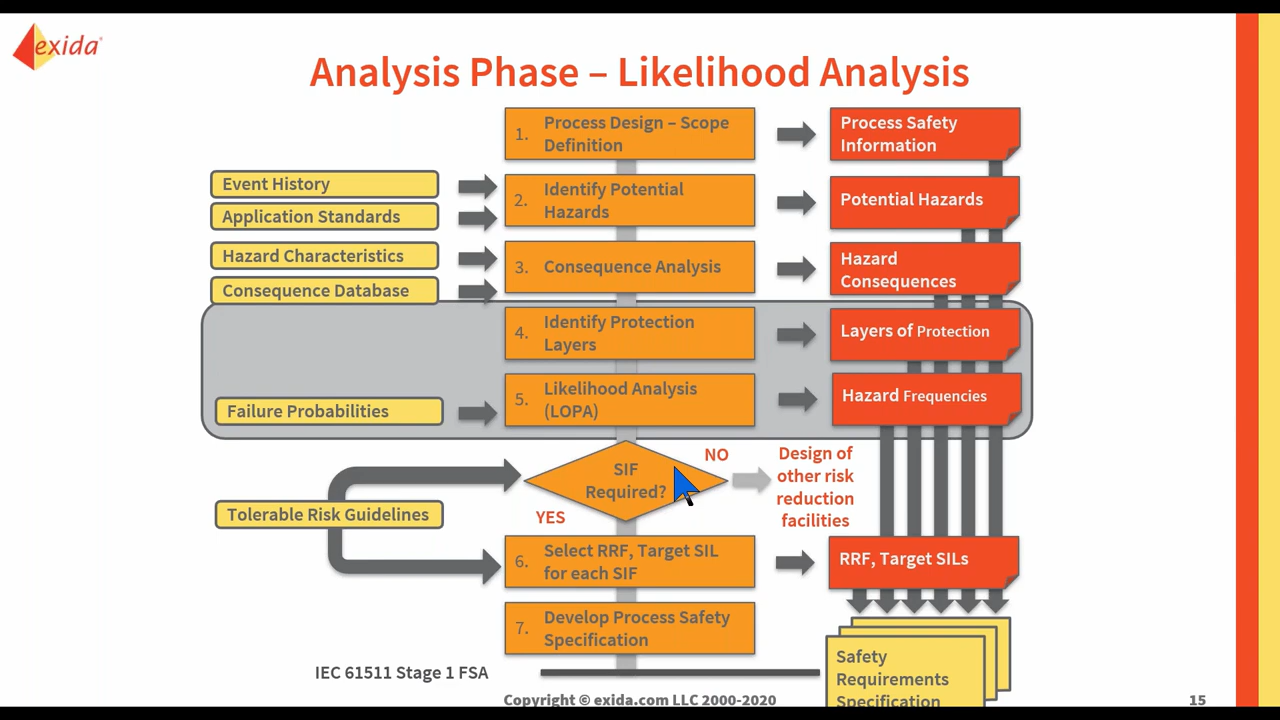 exida
Analysis Phase – Likelihood Analysis
1. Process Design – Scope
Definition
Process Safety
Information
Event History
Application Standards
2. Identify Potential
Hazards
Potential Hazards
Hazard Characteristics
Consequence Database
3. Consequence Analysis
Hazard
Consequences
4. Identify Protection
Layers
Layers of Protection
Failure Probabilities
5. Likelihood Analysis
(LOPA)
Hazard Frequencies
SIF
Required?
NO
YES
Design of
other risk
reduction
facilities
Tolerable Risk Guidelines
6. Select RRF, Target SIL
for each SIF
RRF, Target SILs
7. Develop Process Safety
Specification
Safety
Requirements
Specification
IEC 61511 Stage 1 FSA
Copyright © exida.com LLC 2000-2020
15